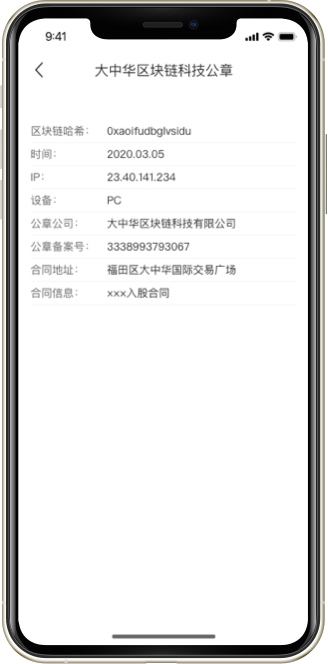 9:41
大中华区块链科技公章
区块链哈希： 0xaoifudbglvsidu
时间： 2020.03.05
IP： 23.40.141.234
设备： PC
公章公司： 大中华区块链科技有限公司
公章备案号： 3338993793067
合同地址： 福田区大中华国际交易广场
合同信息： ×××入股合同